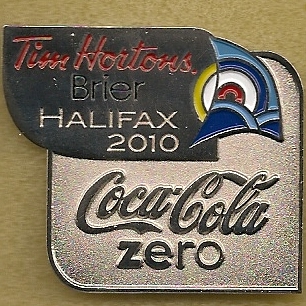 Tim Hortons
Brier
HALIFAX
2010
Coca-Cola
zero